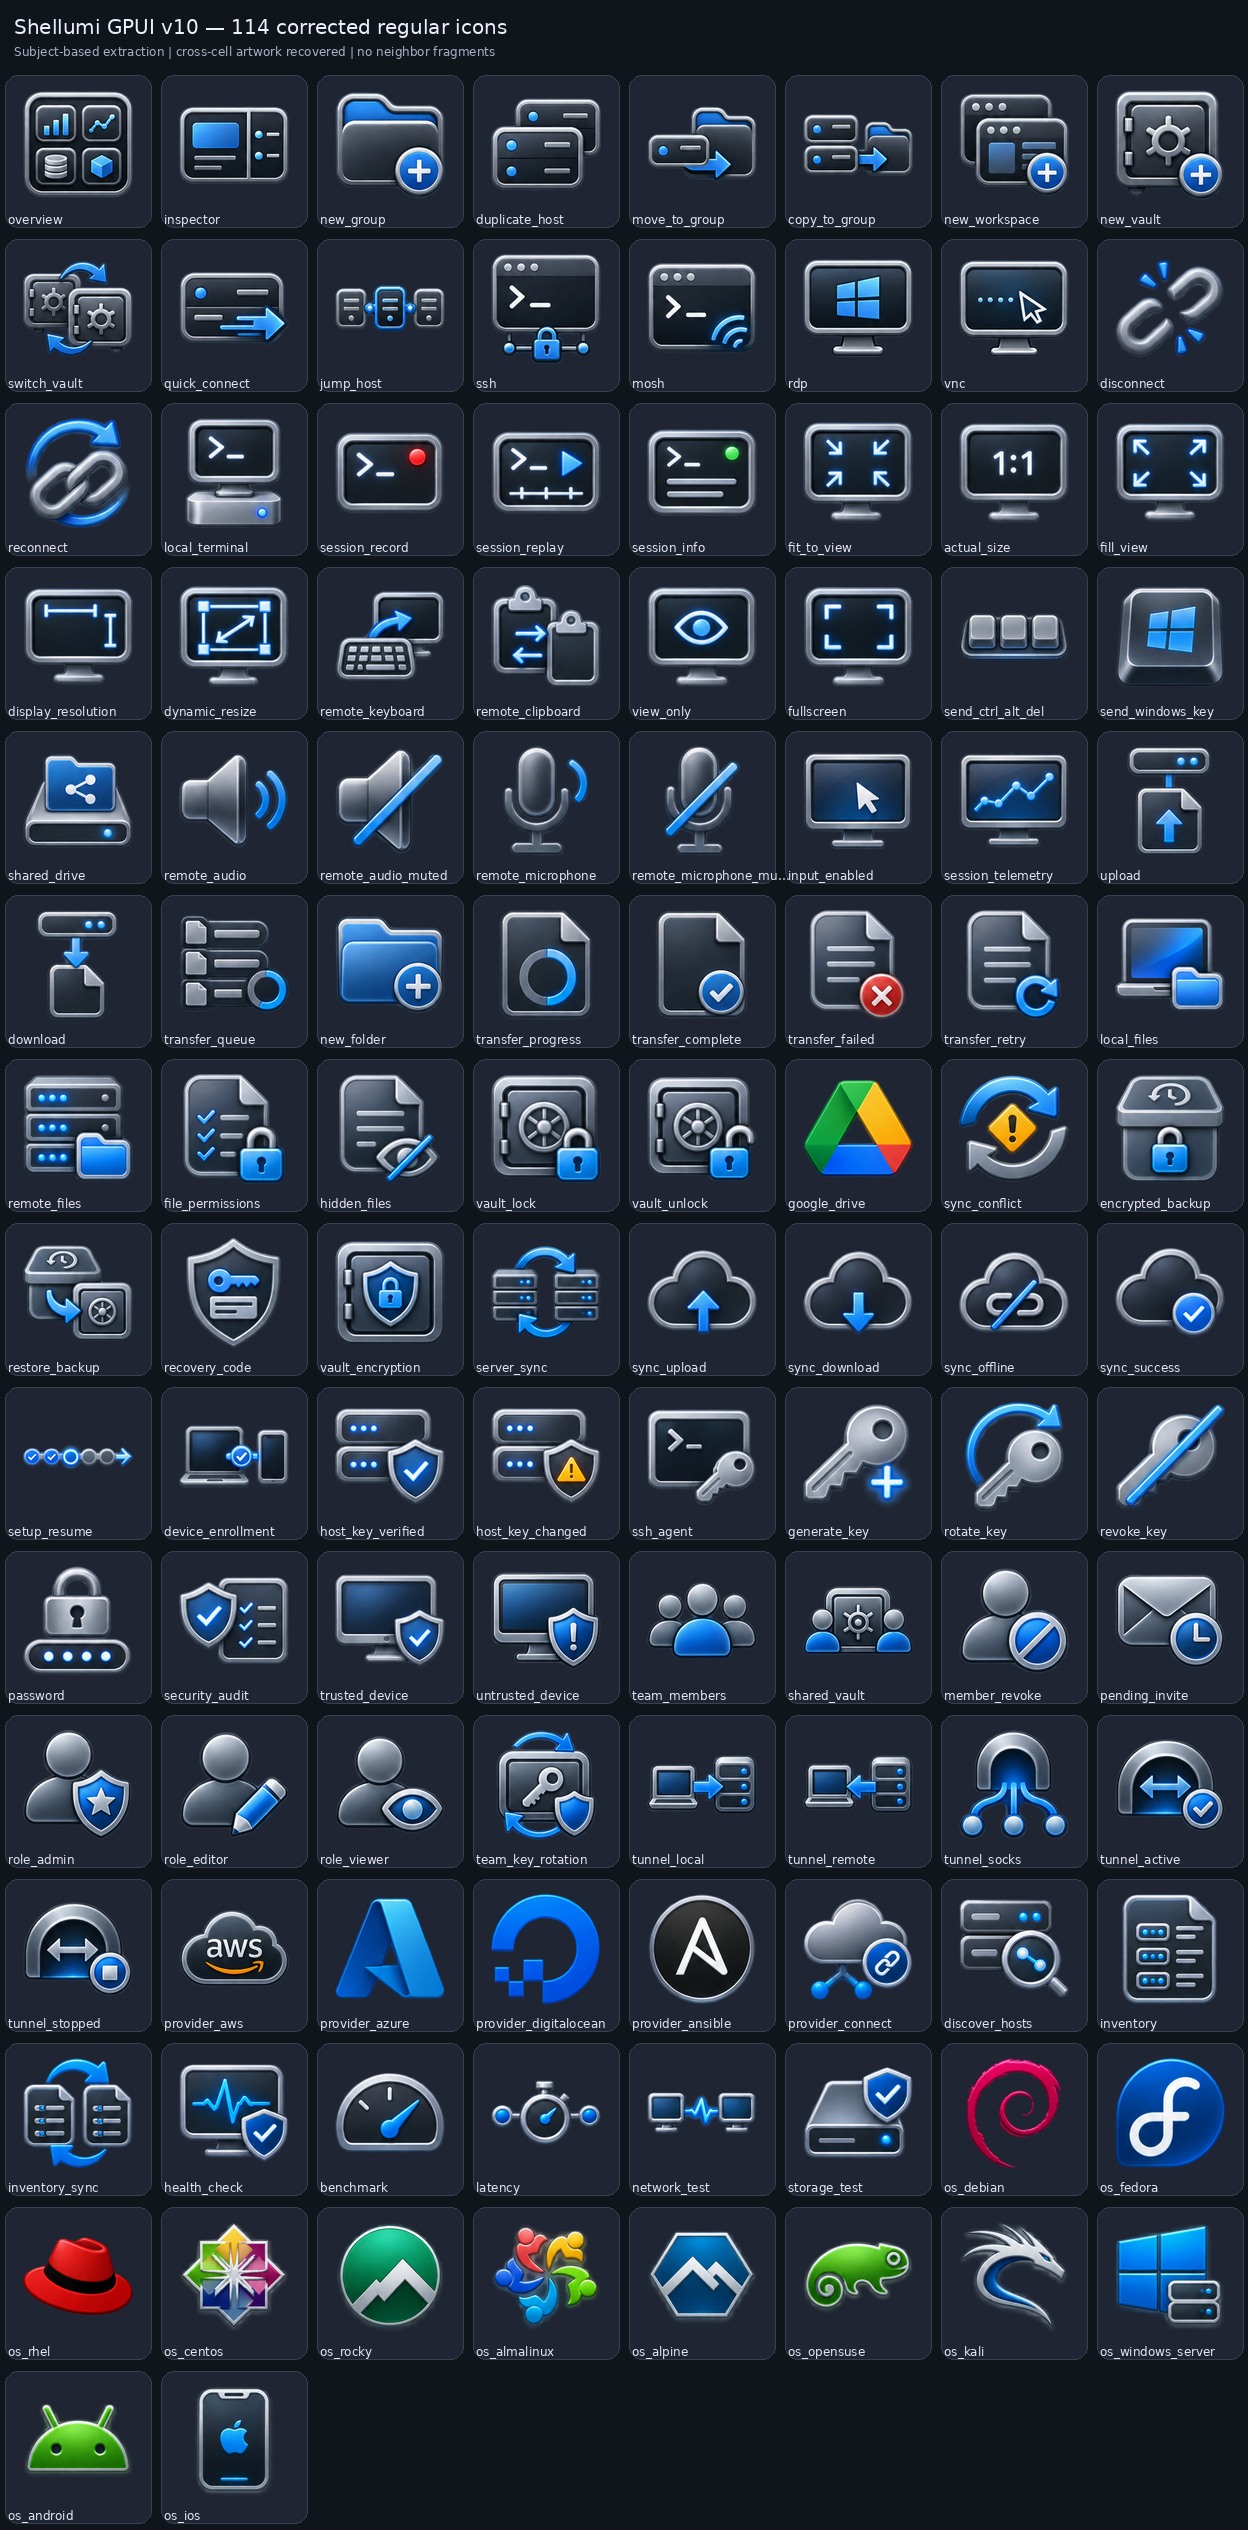 Shellumi GPUI v10 — 114 corrected regular icons
Subject-based extraction | cross-cell artwork recovered | no neighbor fragments
overview
inspector
new_group
duplicate_host
move_to_group
copy_to_group
new_workspace
new_vault
switch_vault
quick_connect
jump_host
ssh
mosh
rdp
vnc
disconnect
1:1
reconnect
local_terminal
session_record
session_replay
session_info
fit_to_view
actual_size
fill_view
display_resolution
dynamic_resize
remote_keyboard
remote_clipboard
view_only
fullscreen
send_ctrl_alt_del
send_windows_key
shared_drive
remote_audio
remote_audio_muted
remote_microphone
remote_microphone_mu...
input_enabled
session_telemetry
upload
download
transfer_queue
new_folder
transfer_progress
transfer_complete
transfer_failed
transfer_retry
local_files
remote_files
file_permissions
hidden_files
vault_lock
vault_unlock
google_drive
sync_conflict
encrypted_backup
restore_backup
recovery_code
vault_encryption
server_sync
sync_upload
sync_download
sync_offline
sync_success
setup_resume
device_enrollment
host_key_verified
host_key_changed
ssh_agent
generate_key
rotate_key
revoke_key
password
security_audit
trusted_device
untrusted_device
team_members
shared_vault
member_revoke
pending_invite
role_admin
role_editor
role_viewer
team_key_rotation
tunnel_local
tunnel_remote
tunnel_socks
tunnel_active
aws
tunnel_stopped
provider_aws
provider_azure
provider_digitalocean
provider_ansible
provider_connect
discover_hosts
inventory
inventory_sync
health_check
benchmark
latency
network_test
storage_test
os_debian
os_fedora
os_rhel
os_centos
os_rocky
os_almalinux
os_alpine
os_opensuse
os_kali
os_windows_server
os_android
os_ios